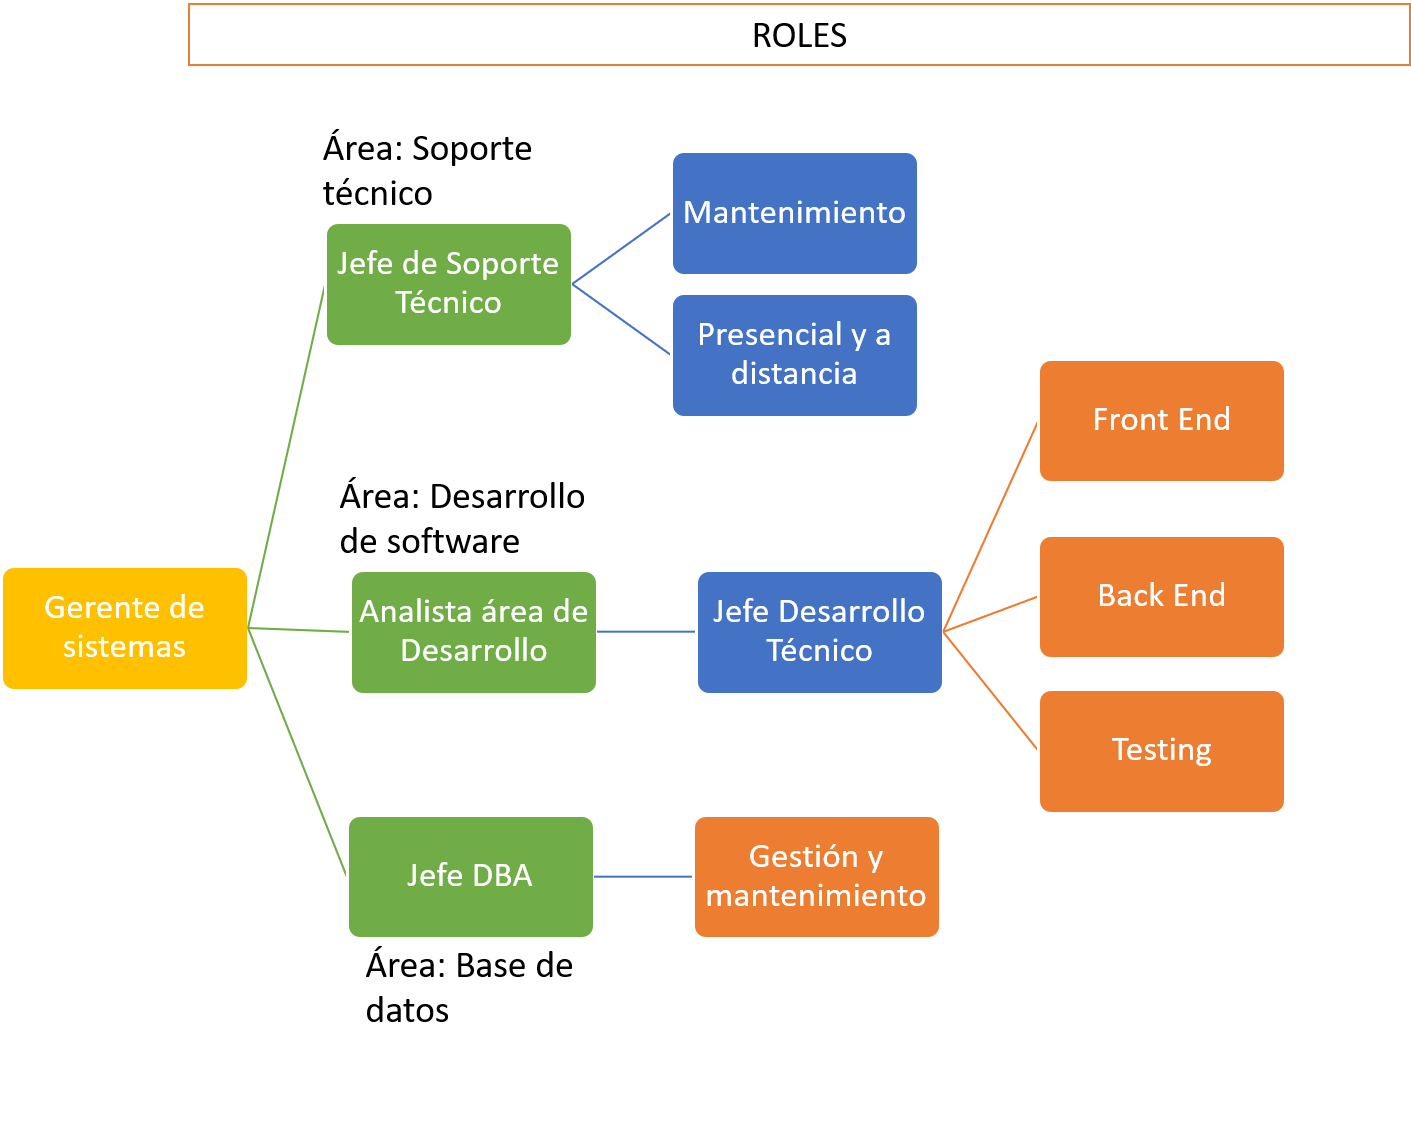 ROLES
Área: Soporte
técnico
Jefe de Soporte
Técnico
Mantenimiento
Presencial y a
distancia
Área: Desarrollo
de software
Gerente de
sistemas
Analista área de
Desarrollo
Jefe Desarrollo
Técnico
Front End
Back End
Testing
Jefe DBA
Gestión y
mantenimiento
Área: Base de
datos